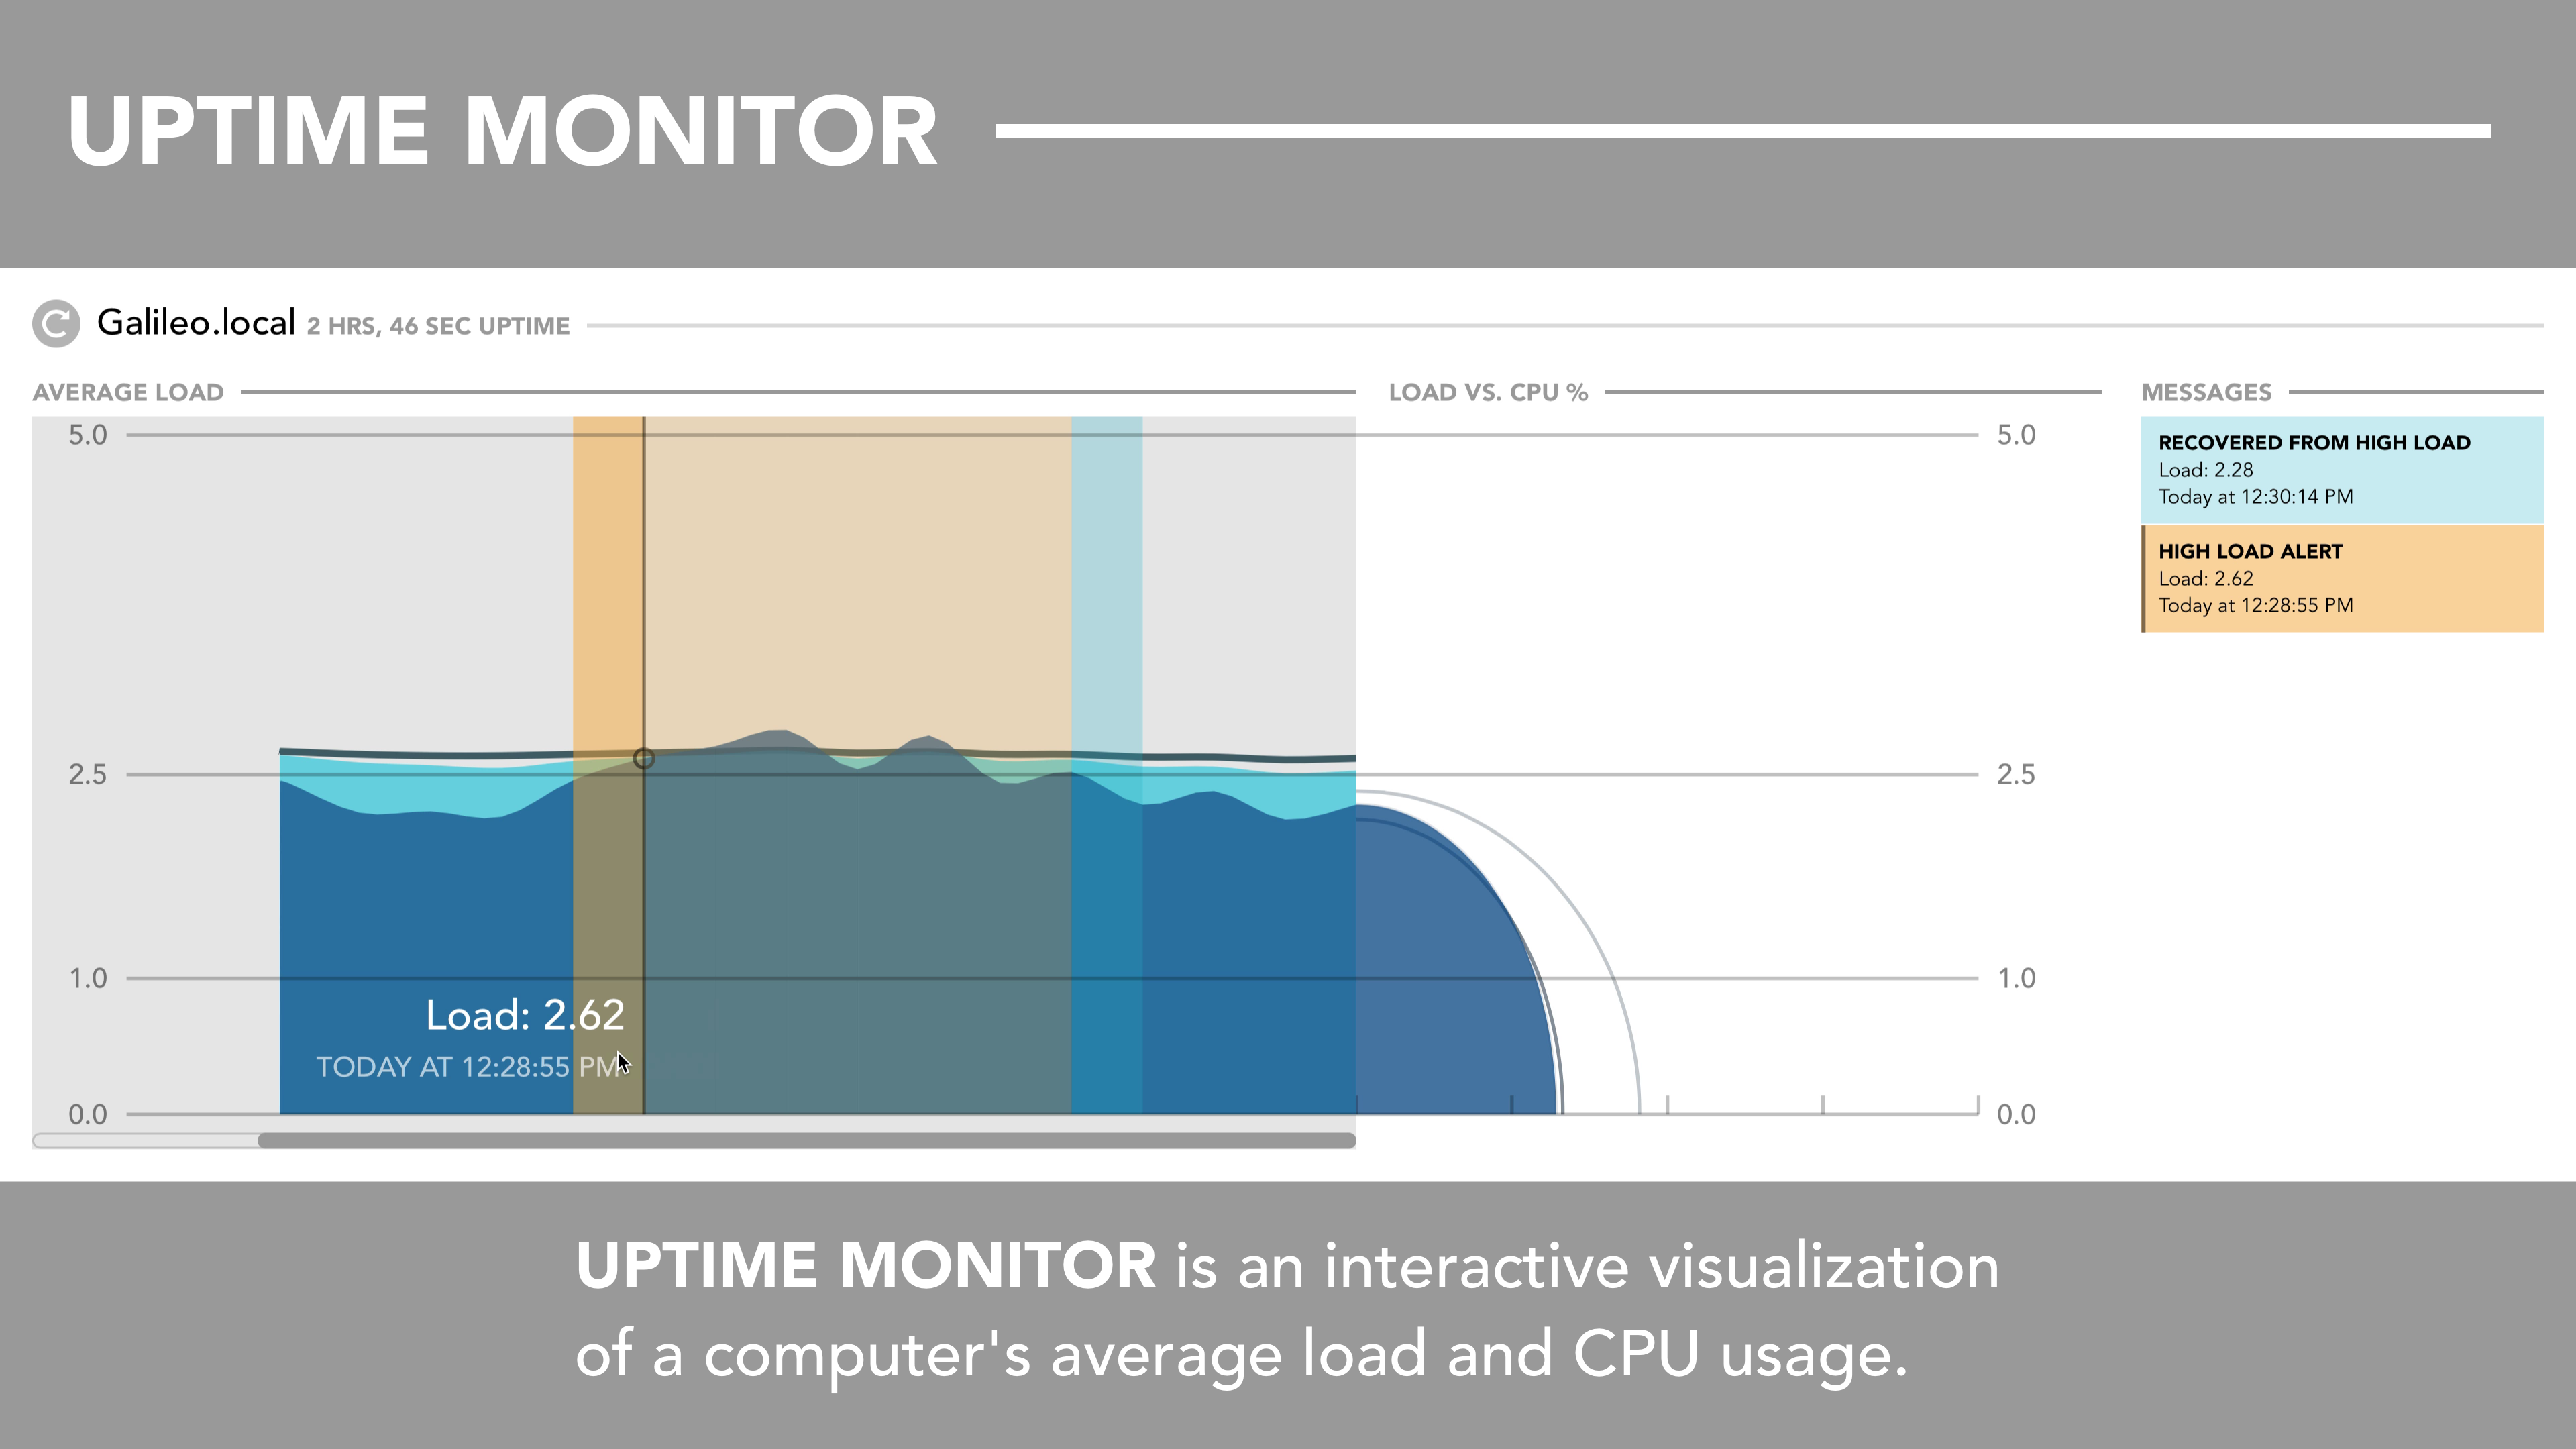 UPTIME MONITOR
Galileo.local 2 HRS, 46 SEC UPTIME
AVERAGE LOAD
LOAD VS. CPU %
MESSAGES
5.0
5.0
RECOVERED FROM HIGH LOAD
Load: 2.28
Today at 12:30:14 PM
HIGH LOAD ALERT
Load: 2.62
Today at 12:28:55 PM
2.5
2.5
1.0
1.0
Load: 2.62
TODAY AT 12:28:55 PM
0.0
0.0
UPTIME MONITOR is an interactive visualization
of a computer's average load and CPU usage.